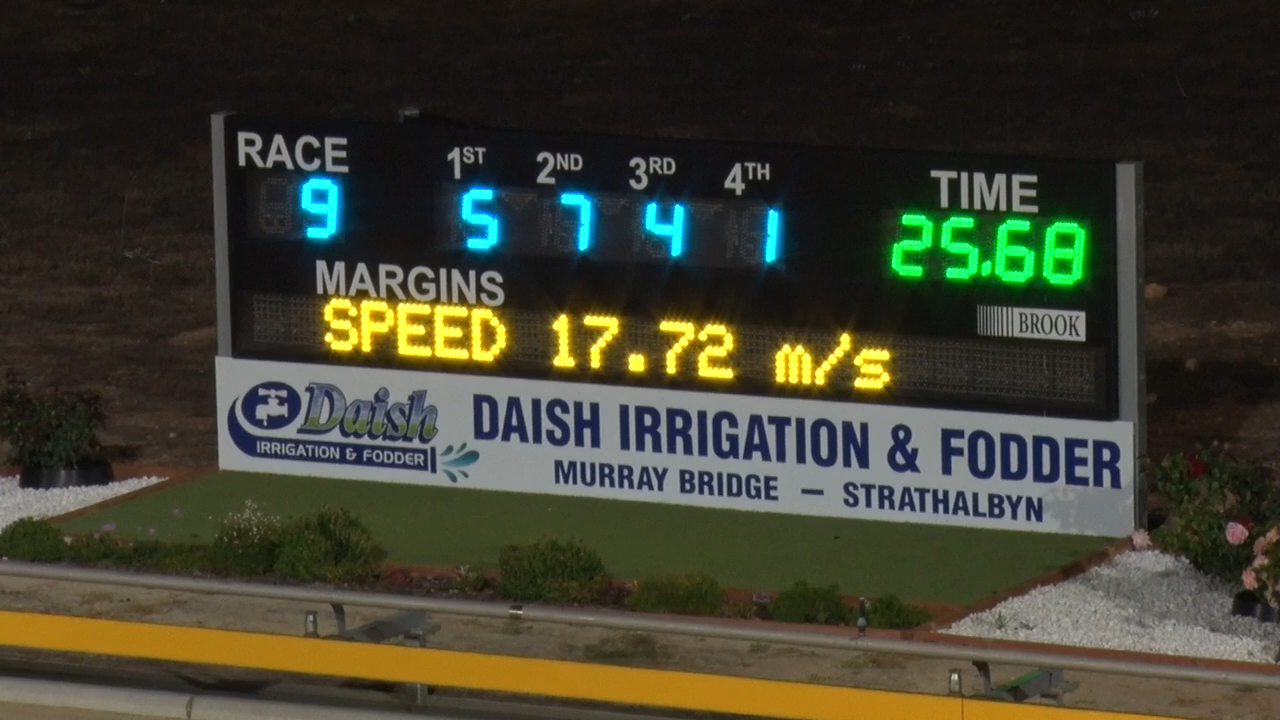 RACE 1ST 2ND 3RD 4TH TIME
9 5 7 4 1 25.68
MARGINS
BROOK
SPEED 17.72 m/s
Daish
IRRIGATION & FODDER
DAISH IRRIGATION & FODDER
MURRAY BRIDGE – STRATHALBYN